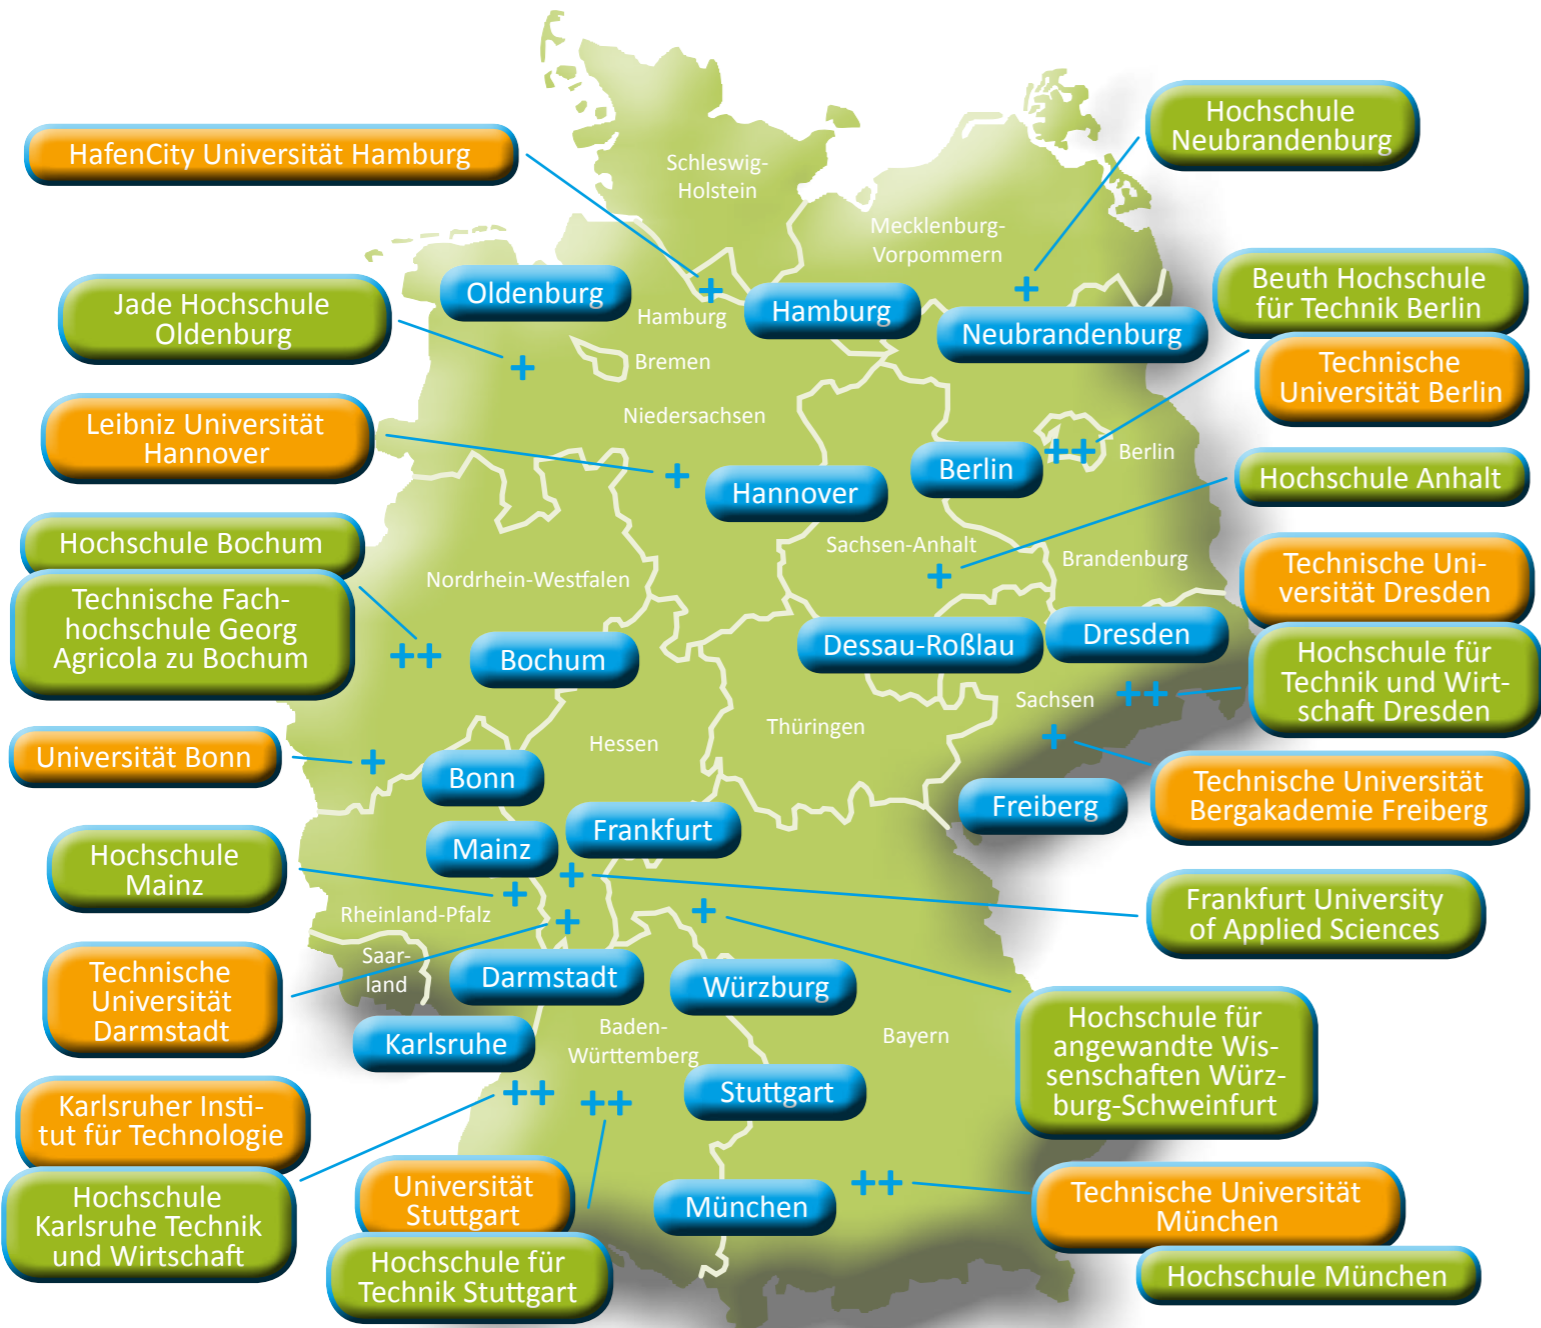 HafenCity Universität Hamburg
Hochschule
Neubrandenburg
Schleswig-
Holstein
Mecklenburg-
Vorpommern
Jade Hochschule
Oldenburg
Oldenburg
Hamburg
Hamburg
Neubrandenburg
Beuth Hochschule
für Technik Berlin
Technische
Universität Berlin
Bremen
Niedersachsen
Leibniz Universität
Hannover
Hannover
Berlin
Berlin
Hochschule Anhalt
Hochschule Bochum
Technische Fach-
hochschule Georg
Agricola zu Bochum
Nordrhein-Westfalen
Sachsen-Anhalt
Brandenburg
Technische Uni-
versität Dresden
Hochschule für
Technik und Wirt-
schaft Dresden
Bochum
Dessau-Roßlau
Dresden
Sachsen
Thüringen
Hessen
Universität Bonn
Bonn
Freiberg
Technische Universität
Bergakademie Freiberg
Mainz
Frankfurt
Hochschule
Mainz
Rheinland-Pfalz
Frankfurt University
of Applied Sciences
Saar-
land
Technische
Universität
Darmstadt
Darmstadt
Würzburg
Karlsruhe
Baden-
Württemberg
Bayern
Hochschule für
angewandte Wis-
senschaften Würz-
burg-Schweinfurt
Stuttgart
Karlsruher Insti-
tut für Technologie
Hochschule
Karlsruhe Technik
und Wirtschaft
Universität
Stuttgart
Hochschule für
Technik Stuttgart
München
Technische Universität
München
Hochschule München